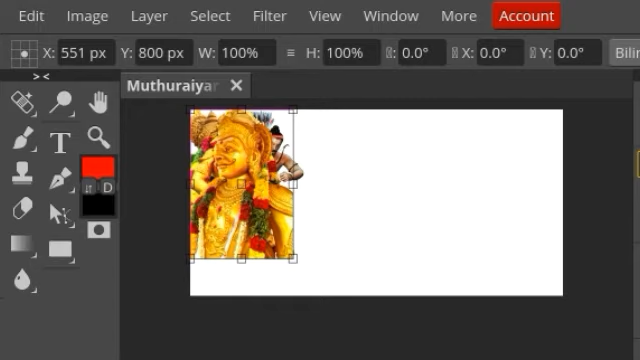 Edit Image Layer Select Filter View Window More Account
X: 551 px Y: 800 px W: 100% H: 100% 0.0° X: 0.0° Y: 0.0° Bilin
> <
Muthuraiyar ✕
T
D